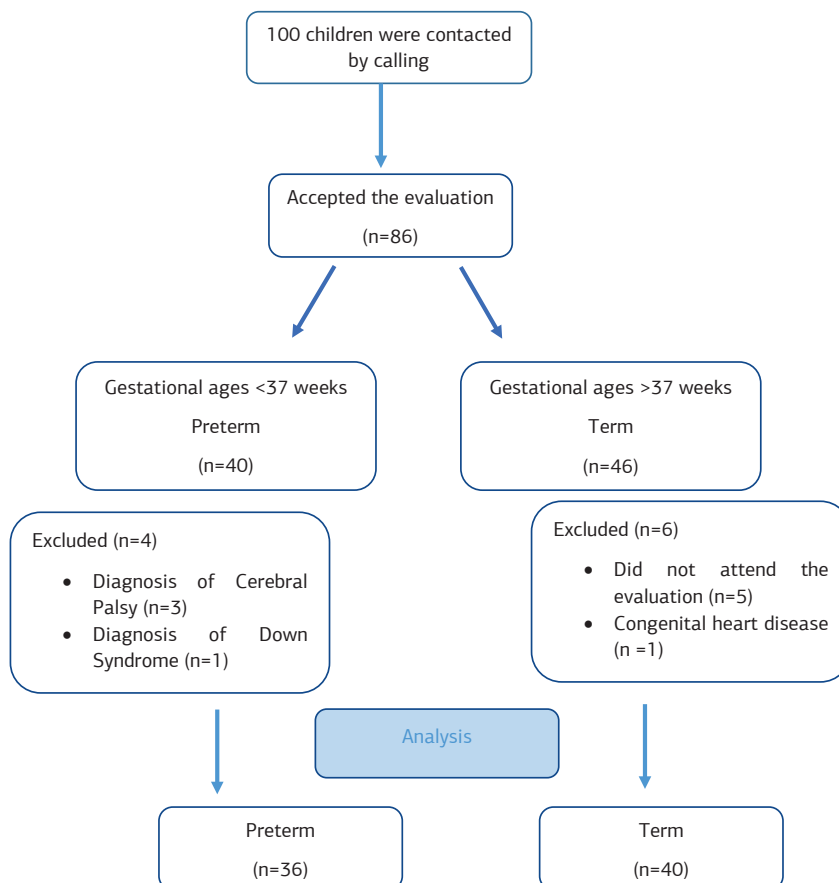 100 children were contacted
by calling
Accepted the evaluation
(n=86)
Gestational ages <37 weeks
Preterm
(n=40)
Gestational ages >37 weeks
Term
(n=46)
Excluded (n=4)
• Diagnosis of Cerebral
Palsy (n=3)
• Diagnosis of Down
Syndrome (n=1)
Excluded (n=6)
• Did not attend the
evaluation (n=5)
• Congenital heart disease
(n =1)
Analysis
Preterm
(n=36)
Term
(n=40)